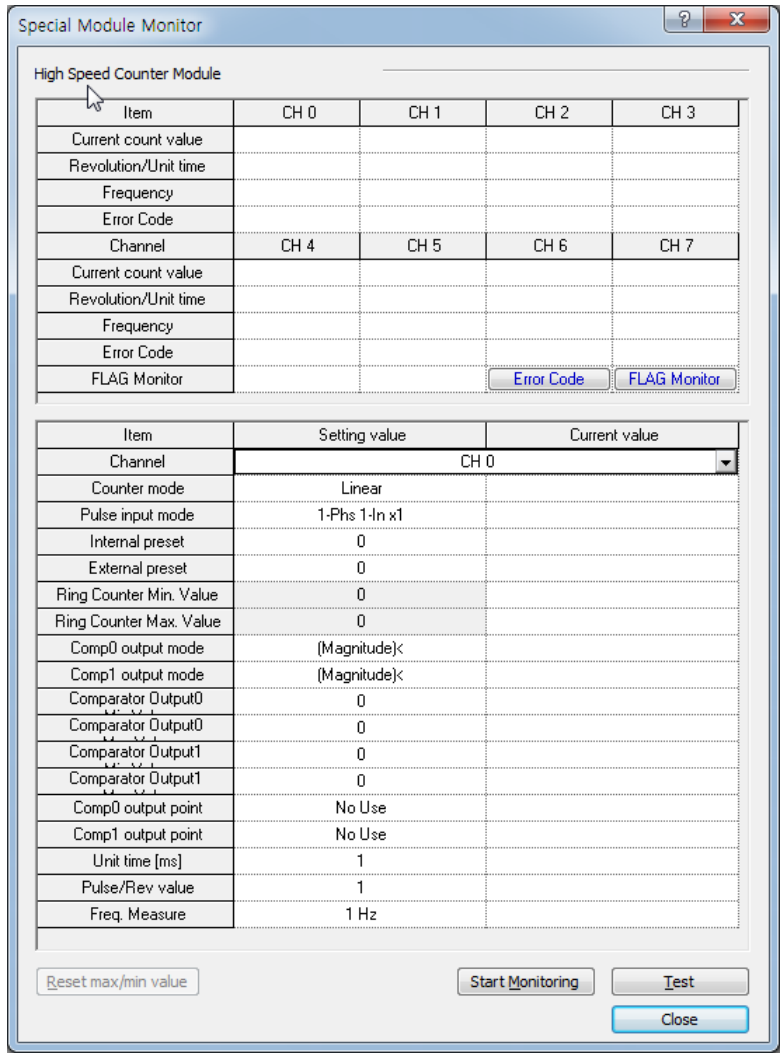 Special Module Monitor
High Speed Counter Module
Item CH 0 CH 1 CH 2 CH 3
Current count value
Revolution/Unit time
Frequency
Error Code
Channel CH 4 CH 5 CH 6 CH 7
Current count value
Revolution/Unit time
Frequency
Error Code
FLAG Monitor Error Code FLAG Monitor
Item Setting value Current value
Channel CH 0
Counter mode Linear
Pulse input mode 1-Phs 1-In x1
Internal preset 0
External preset 0
Ring Counter Min. Value 0
Ring Counter Max. Value 0
Comp0 output mode (Magnitude)<
Comp1 output mode (Magnitude)<
Comparator Output0 0
Comparator Output0 0
Comparator Output1 0
Comparator Output1 0
Comp0 output point No Use
Comp1 output point No Use
Unit time [ms] 1
Pulse/Rev value 1
Freq. Measure 1 Hz
Reset max/min value Start Monitoring Test
Close